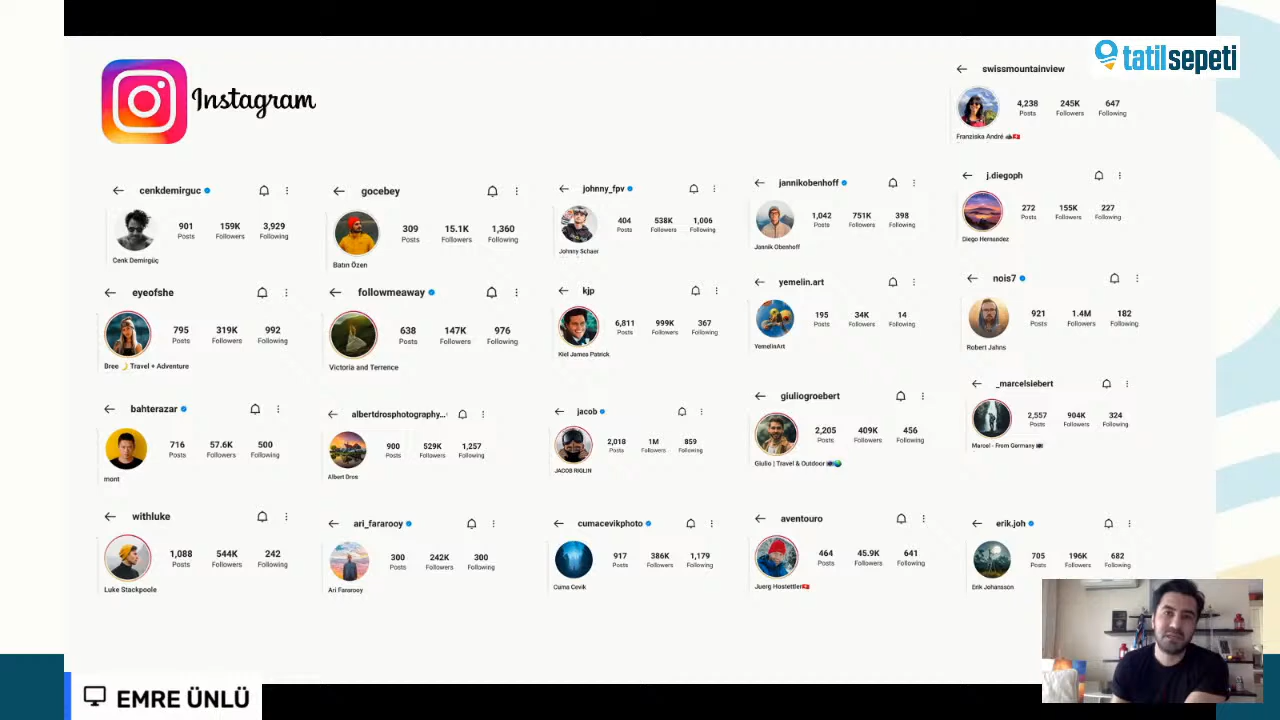 Instagram
tatilsepeti
swissmountainview
4,238 245K 647
Posts Followers Following
Franziska André
cenkdemirguc
901 159K 3,929
Posts Followers Following
Cenk Demirgüç
gocebey
309 15.1K 1,360
Posts Followers Following
Batın Özen
johnny_fpv
404 538K 1,006
Posts Followers Following
Johnny Schaer
jannikobenhoff
1,042 751K 398
Posts Followers Following
Jannik Obenhoff
j.diegoph
272 155K 227
Posts Followers Following
Diego Hernandez
eyeofshe
795 319K 992
Posts Followers Following
Bree 🌙 Travel + Adventure
followmeaway
638 147K 976
Posts Followers Following
Victoria and Terrence
kjp
6,811 999K 367
Posts Followers Following
Kiel James Patrick
yemelin.art
195 34K 14
Posts Followers Following
YemelinArt
nois7
921 1.4M 182
Posts Followers Following
Robert Jahns
bahterazar
716 57.6K 500
Posts Followers Following
mont
albertdrosphotography...
900 529K 1,257
Posts Followers Following
Albert Dros
jacob
2,018 1M 859
Posts Followers Following
JACOB RIGLIN
giuliogroebert
2,205 409K 456
Posts Followers Following
Giulio | Travel & Outdoor
_marcelsiebert
2,557 904K 324
Posts Followers Following
Marcel - From Germany
withluke
1,088 544K 242
Posts Followers Following
Luke Stackpoole
ari_fararooy
300 242K 300
Posts Followers Following
Ari Fararooy
cumacevikphoto
917 386K 1,179
Posts Followers Following
Cuma Cevik
aventouro
464 45.9K 641
Posts Followers Following
Juerg Hostettler
erik.joh
705 196K 682
Posts Followers Following
Erik Johansson
EMRE ÜNLÜ